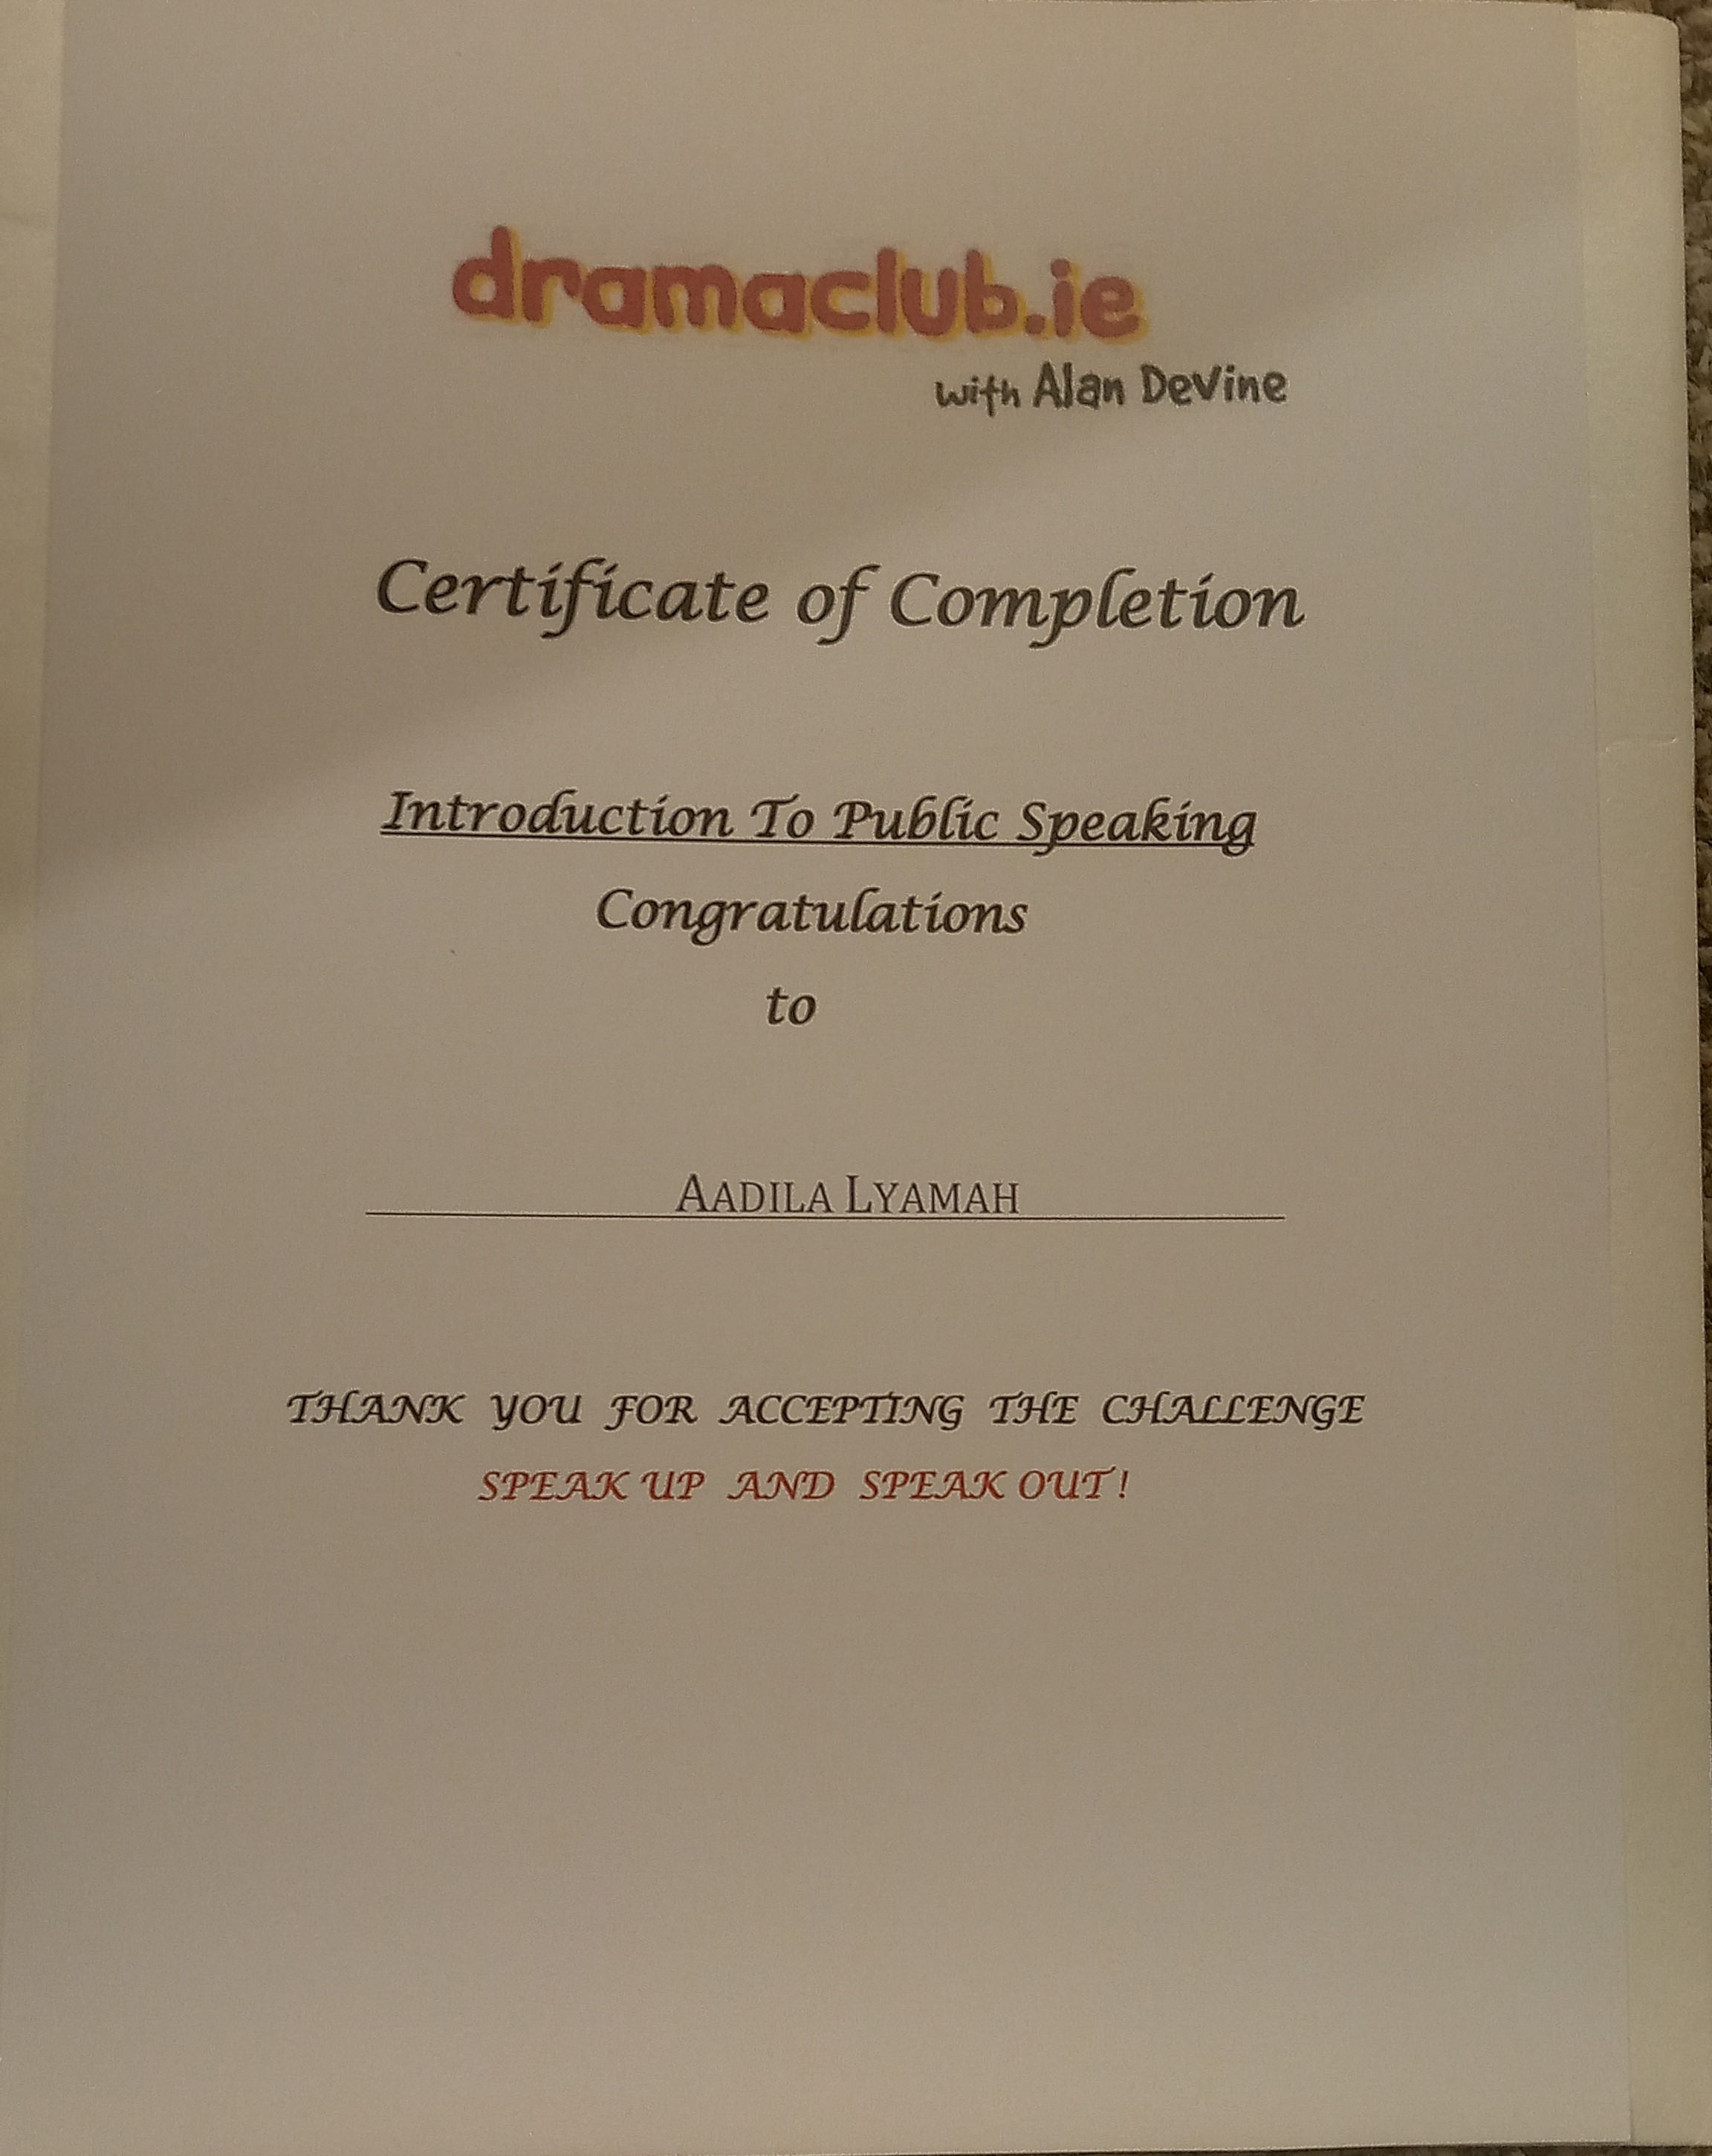 dramaclub.ie
with Alan DeVine
Certificate of Completion
Introduction To Public Speaking
Congratulations
to
AADILA LYAMAH
THANK YOU FOR ACCEPTING THE CHALLENGE
SPEAK UP AND SPEAK OUT!